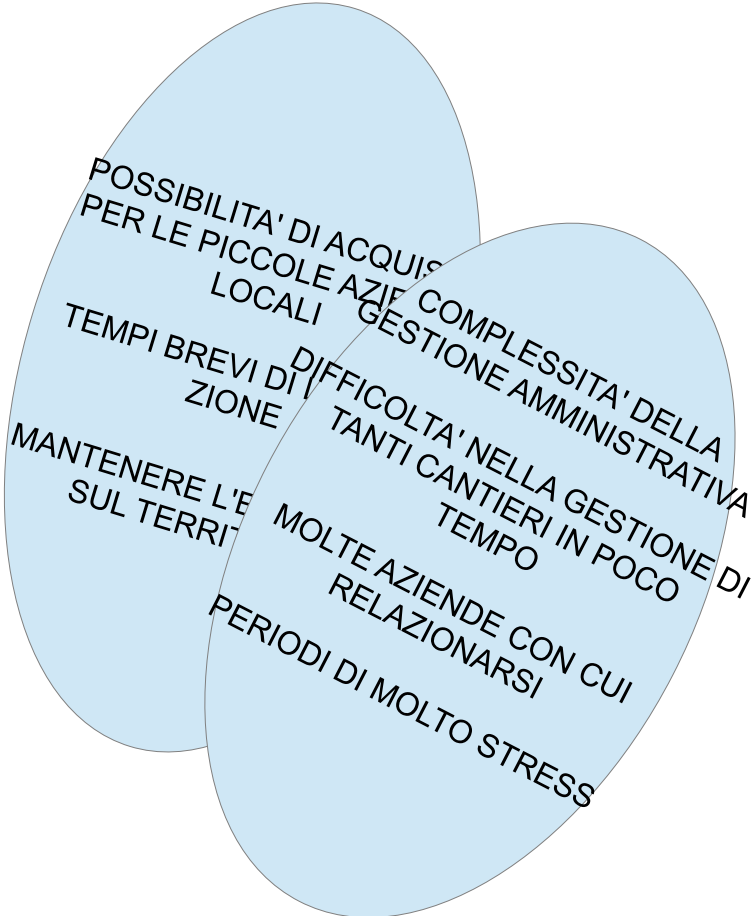 POSSIBILITA' DI ACQUIS
PER LE PICCOLE AZIE
LOCALI
TEMPI BREVI DI
ZIONE
MANTENERE L'E
SUL TERRIT
COMPLESSITA' DELLA
GESTIONE AMMINISTRATIVA
DIFFICOLTA' NELLA GESTIONE DI
TANTI CANTIERI IN POCO
TEMPO
MOLTE AZIENDE CON CUI
RELAZIONARSI
PERIODI DI MOLTO STRESS